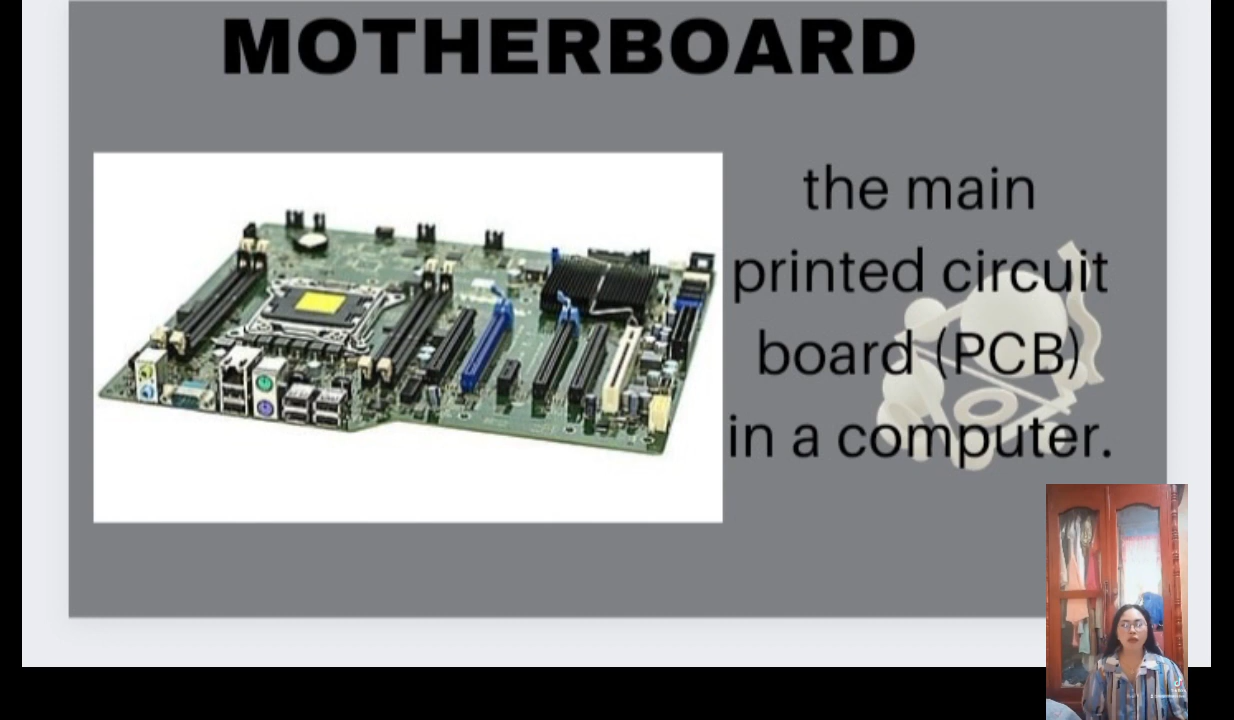 MOTHERBOARD
the main
printed circuit
board (PCB)
in a computer.